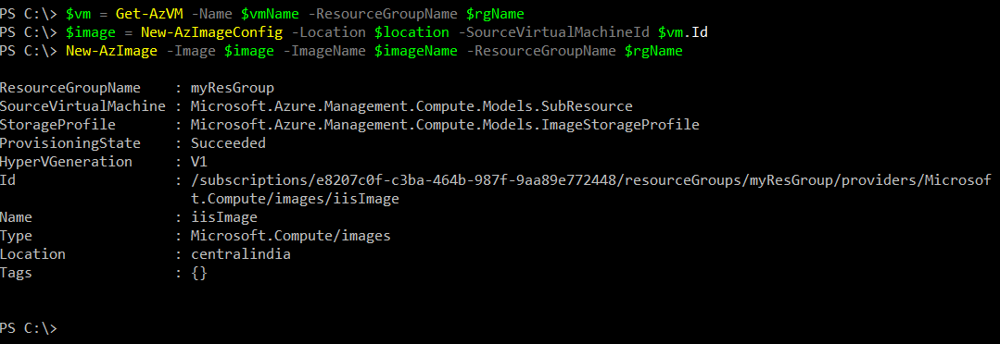 PS C:\> $vm = Get-AzVM -Name $vmName -ResourceGroupName $rgName
PS C:\> $image = New-AzImageConfig -Location $location -SourceVirtualMachineId $vm.Id
PS C:\> New-AzImage -Image $image -ImageName $imageName -ResourceGroupName $rgName
ResourceGroupName    : myResGroup
SourceVirtualMachine : Microsoft.Azure.Management.Compute.Models.SubResource
StorageProfile       : Microsoft.Azure.Management.Compute.Models.ImageStorageProfile
ProvisioningState    : Succeeded
HyperVGeneration     : V1
Id                   : /subscriptions/e8207c0f-c3ba-464b-987f-9aa89e772448/resourceGroups/myResGroup/providers/Microsof
                       t.Compute/images/iisImage
Name                 : iisImage
Type                 : Microsoft.Compute/images
Location             : centralindia
Tags                 : {}
PS C:\>